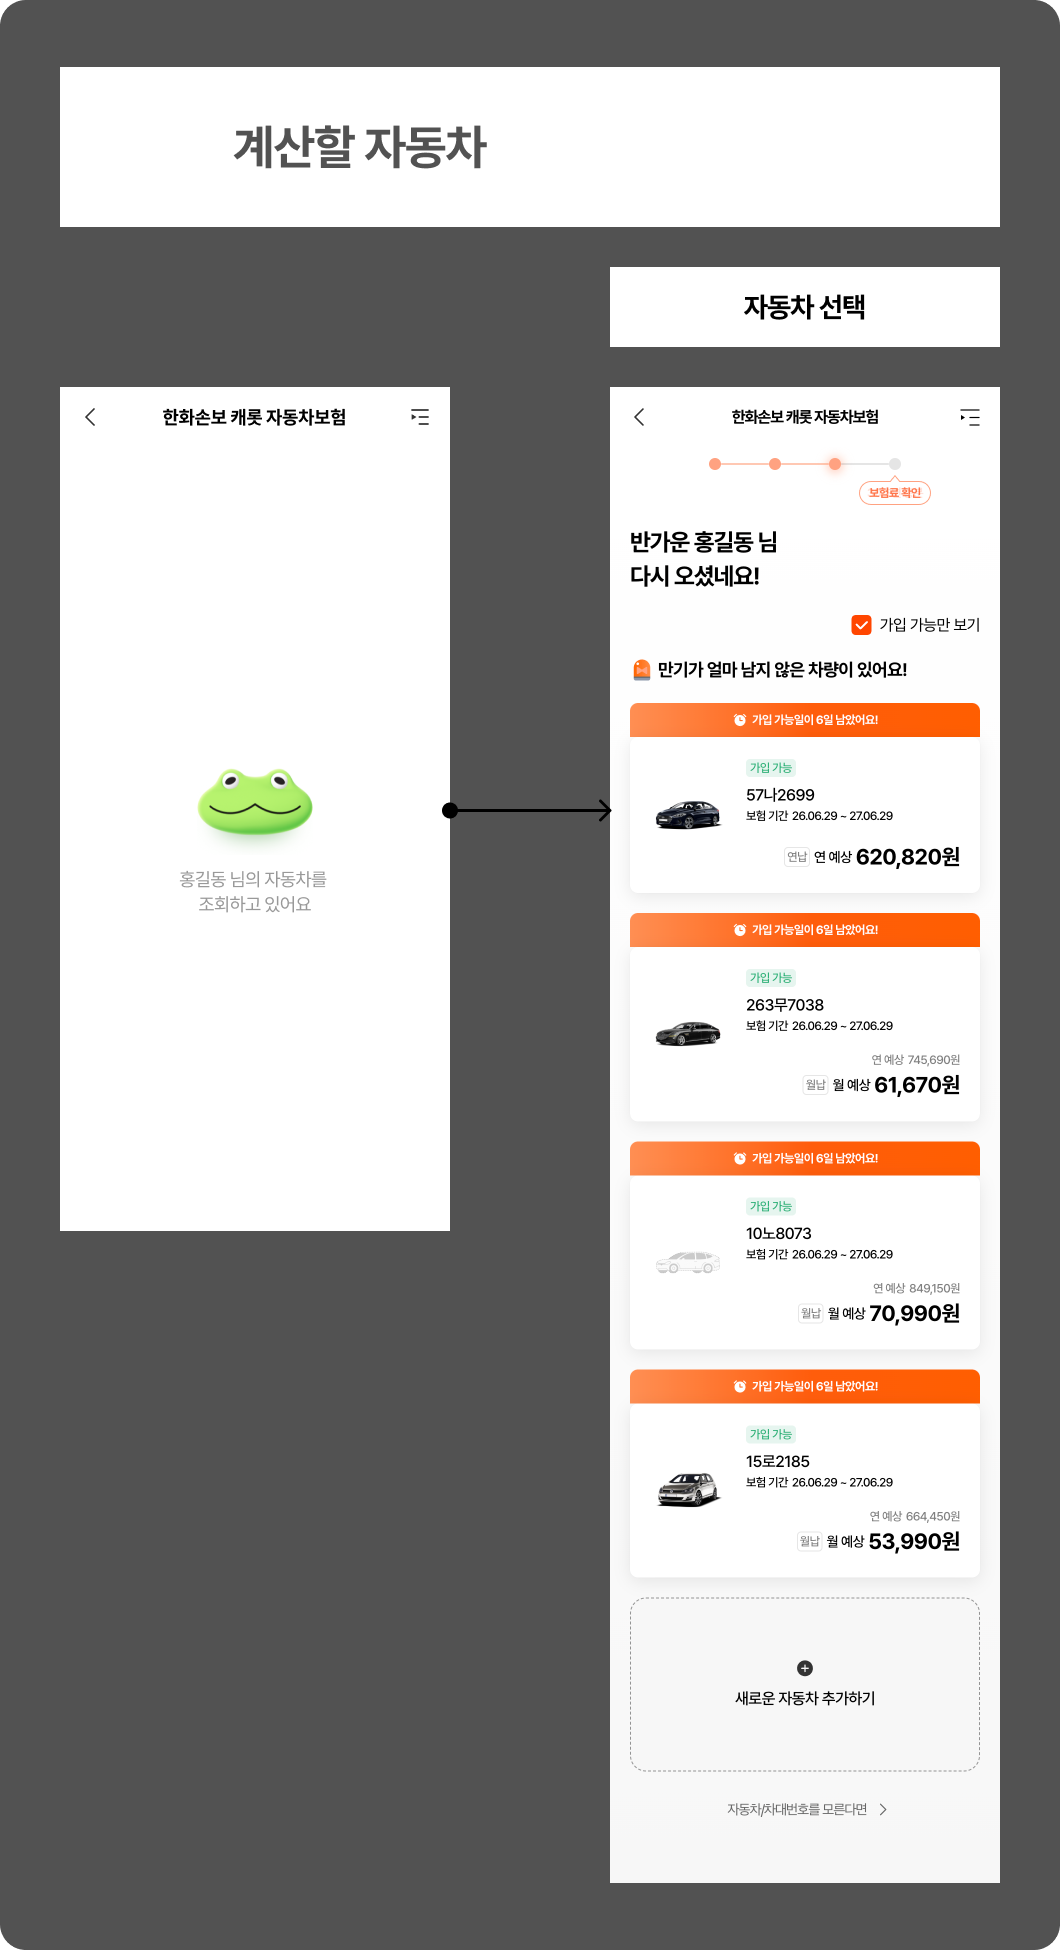 계산할 자동차
자동차 선택
한화손보 캐롯 자동차보험
홍길동 님의 자동차를
조회하고 있어요
한화손보 캐롯 자동차보험
보험료 확인
반가운 홍길동 님
다시 오셨네요!
가입 가능만 보기
만기가 얼마 남지 않은 차량이 있어요!
가입 가능일이 6일 남았어요!
가입 가능
57나2699
보험 기간 26.06.29 ~ 27.06.29
연납 연 예상 620,820원
가입 가능일이 6일 남았어요!
가입 가능
263무7038
보험 기간 26.06.29 ~ 27.06.29
연 예상 745,690원
월납 월 예상 61,670원
가입 가능일이 6일 남았어요!
가입 가능
10노8073
보험 기간 26.06.29 ~ 27.06.29
연 예상 849,150원
월납 월 예상 70,990원
가입 가능일이 6일 남았어요!
가입 가능
15로2185
보험 기간 26.06.29 ~ 27.06.29
연 예상 664,450원
월납 월 예상 53,990원
새로운 자동차 추가하기
자동차/차대번호를 모른다면